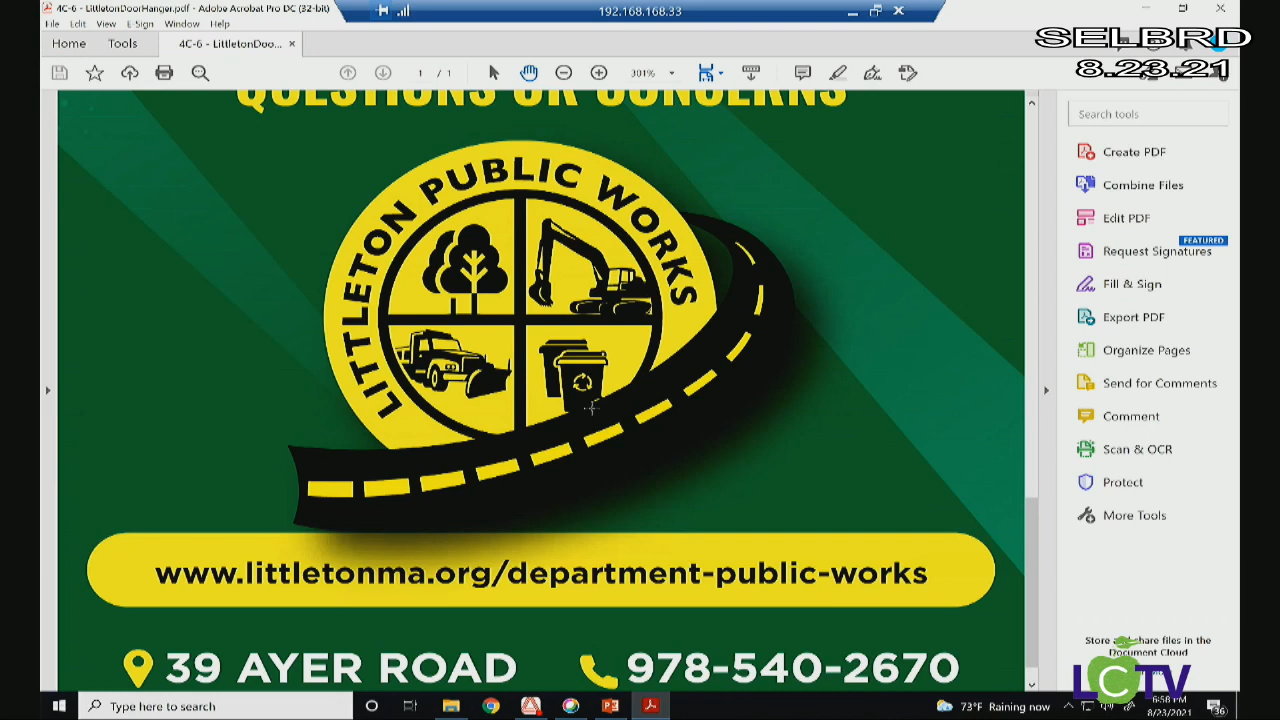 4C-6 - LittletonDoorHanger.pdf - Adobe Acrobat Pro DC (32-bit)
192.168.168.33
File Edit View E-Sign Window Help
Home Tools 4C-6 - LittletonDoo... ×
SELBRD
8.23.21
1 / 1 301%
QUESTIONS OR CONCERNS
LITTLETON PUBLIC WORKS
www.littletonma.org/department-public-works
39 AYER ROAD 978-540-2670
Search tools
Create PDF
Combine Files
Edit PDF
FEATURED
Request Signatures
Fill & Sign
Export PDF
Organize Pages
Send for Comments
Comment
Scan & OCR
Protect
More Tools
Store and share files in the
Document Cloud
LCTV
Type here to search
73°F Raining now
6:58 PM
8/23/2021
36